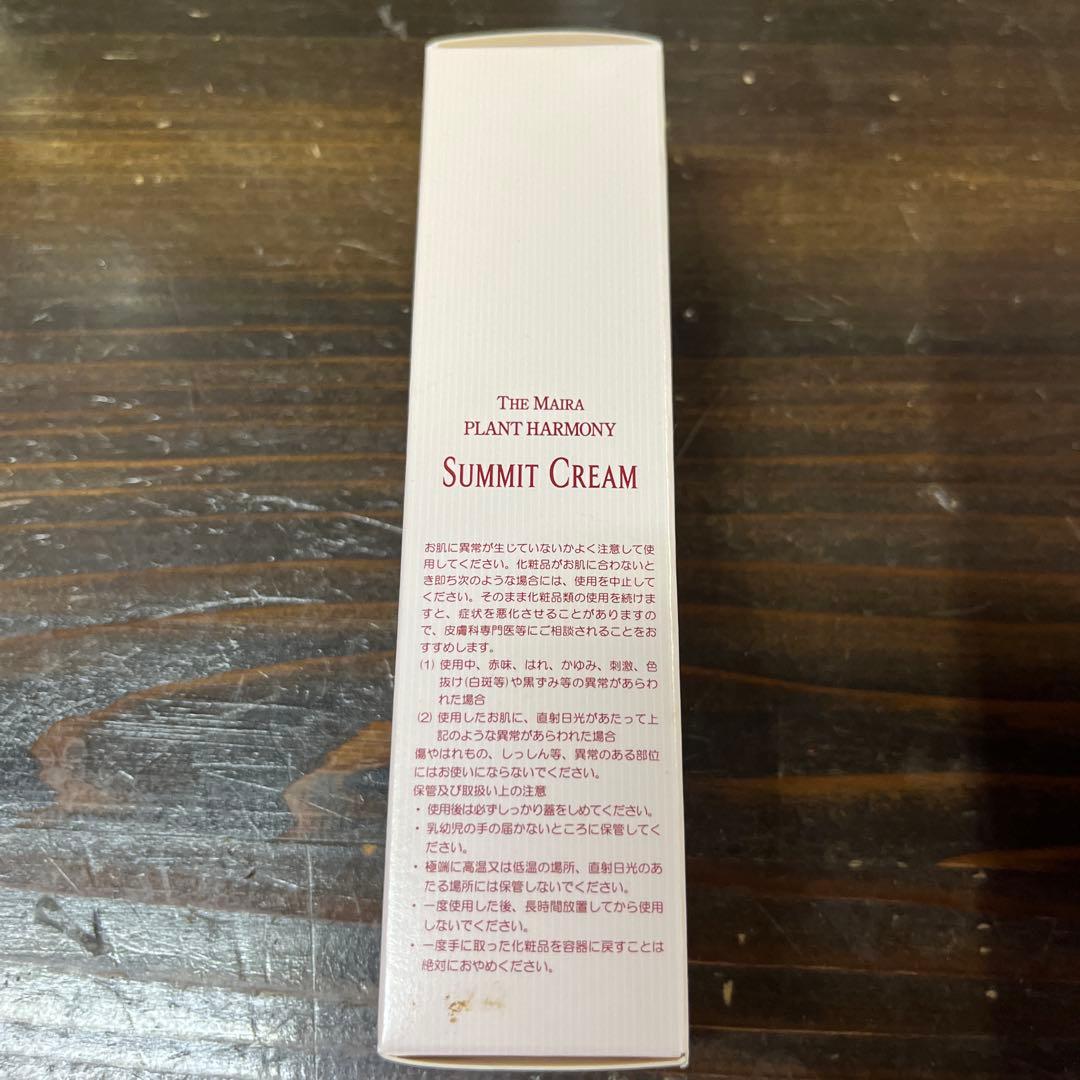 THE MAIRA
PLANT HARMONY
SUMMIT CREAM
お肌に異常が生じていないかよく注意して使
用してください。化粧品がお肌に合わないと
き即ち次のような場合には、使用を中止して
ください。そのまま化粧品類の使用を続けま
すと、症状を悪化させることがありますの
で、皮膚科専門医等にご相談されることをお
すすめします。
(1) 使用中、赤味、はれ、かゆみ、刺激、色
抜け(白斑等)や黒ずみ等の異常があらわ
れた場合
(2) 使用したお肌に、直射日光があたって上
記のような異常があらわれた場合
傷やはれもの、しっしん等、異常のある部位
にはお使いにならないでください。
保管及び取扱い上の注意
・使用後は必ずしっかり蓋をしめてください。
・乳幼児の手の届かないところに保管してく
ださい。
・極端に高温又は低温の場所、直射日光のあ
たる場所には保管しないでください。
・一度使用した後、長時間放置してから使用
しないでください。
・一度手に取った化粧品を容器に戻すことは
絶対におやめください。